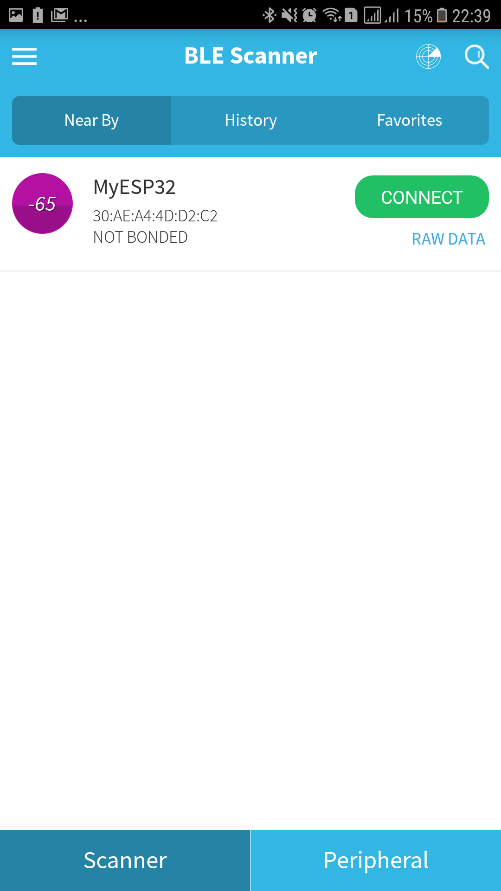 ... 1 15% 22:39
BLE Scanner
Near By History Favorites
-65
MyESP32
30:AE:A4:4D:D2:C2
NOT BONDED
CONNECT
RAW DATA
Scanner Peripheral